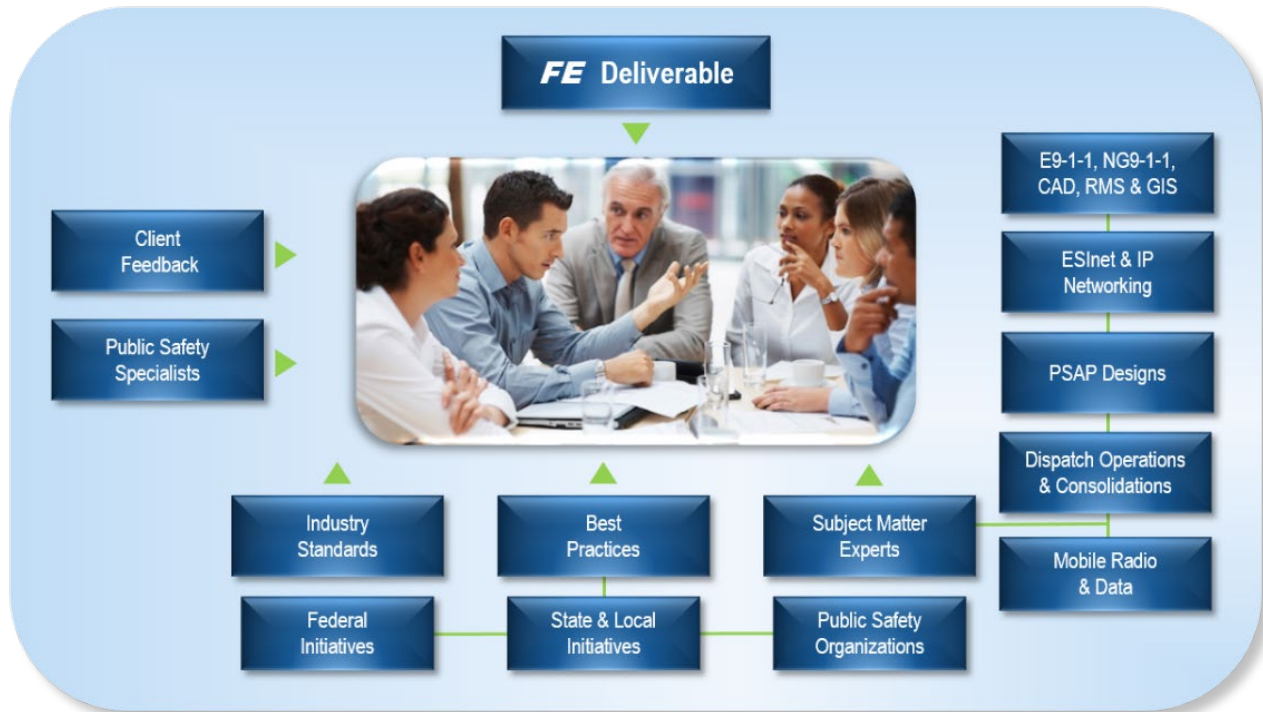 FE Deliverable
Client
Feedback
Public Safety
Specialists
E9-1-1, NG9-1-1,
CAD, RMS & GIS
ESInet & IP
Networking
PSAP Designs
Dispatch Operations
& Consolidations
Mobile Radio
& Data
Industry
Standards
Best
Practices
Subject Matter
Experts
Federal
Initiatives
State & Local
Initiatives
Public Safety
Organizations